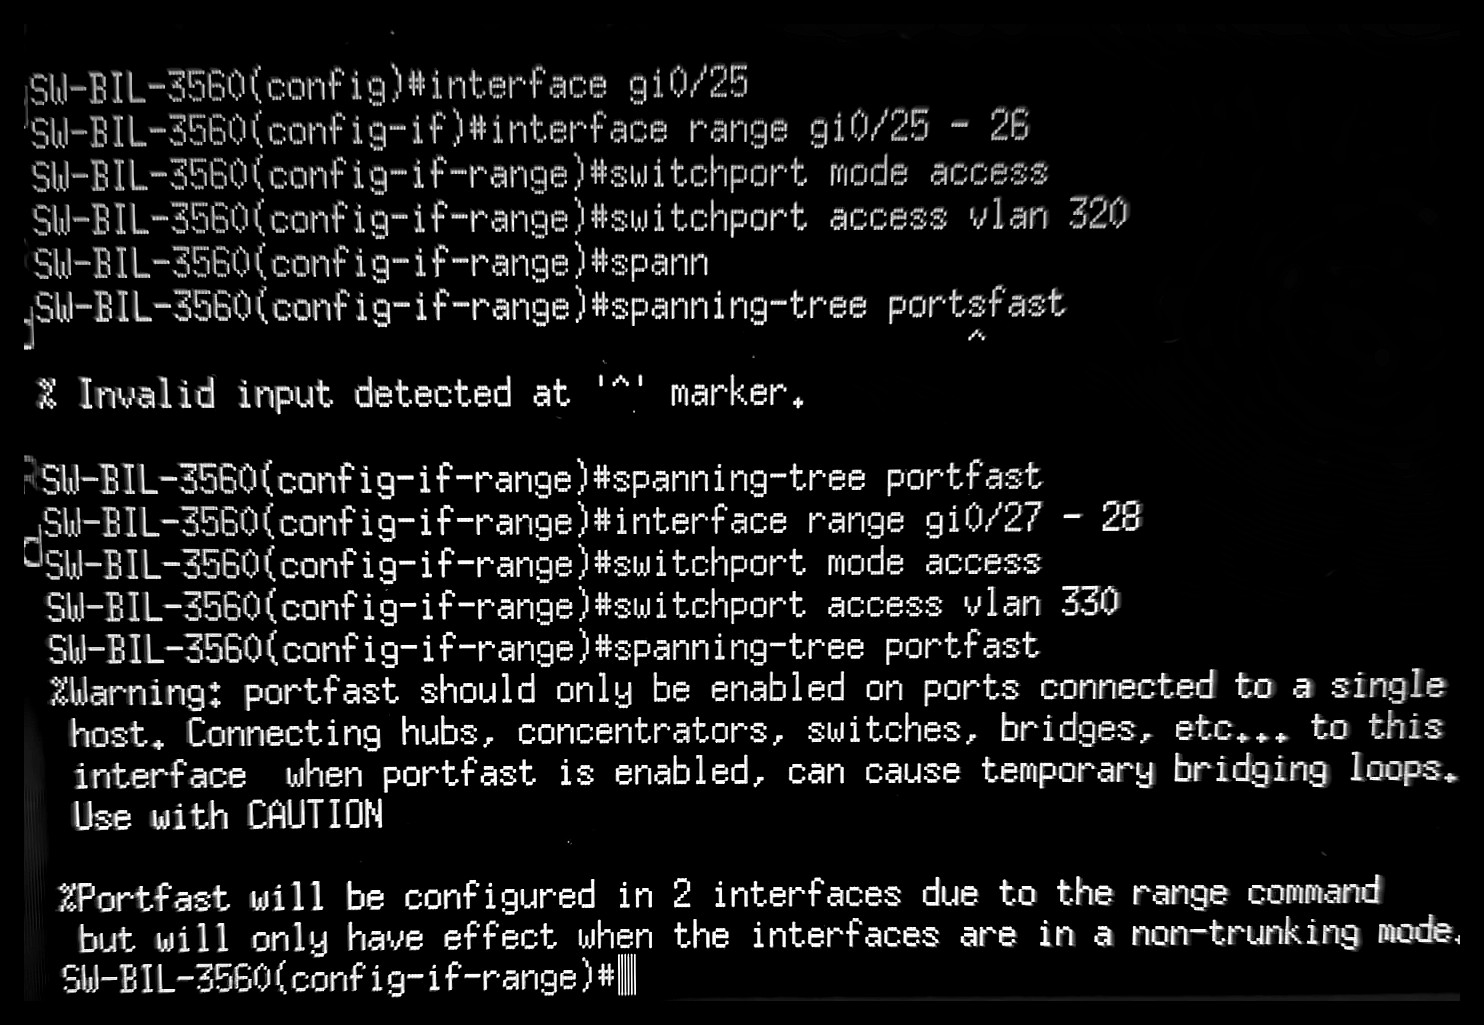 SW-BIL-3560(config)#interface gi0/25
SW-BIL-3560(config-if)#interface range gi0/25 - 26
SW-BIL-3560(config-if-range)#switchport mode access
SW-BIL-3560(config-if-range)#switchport access vlan 320
SW-BIL-3560(config-if-range)#spann
SW-BIL-3560(config-if-range)#spanning-tree portsfast
^
% Invalid input detected at '^' marker.
SW-BIL-3560(config-if-range)#spanning-tree portfast
SW-BIL-3560(config-if-range)#interface range gi0/27 - 28
SW-BIL-3560(config-if-range)#switchport mode access
SW-BIL-3560(config-if-range)#switchport access vlan 330
SW-BIL-3560(config-if-range)#spanning-tree portfast
%Warning: portfast should only be enabled on ports connected to a single
host. Connecting hubs, concentrators, switches, bridges, etc... to this
interface  when portfast is enabled, can cause temporary bridging loops.
Use with CAUTION
%Portfast will be configured in 2 interfaces due to the range command
but will only have effect when the interfaces are in a non-trunking mode.
SW-BIL-3560(config-if-range)#